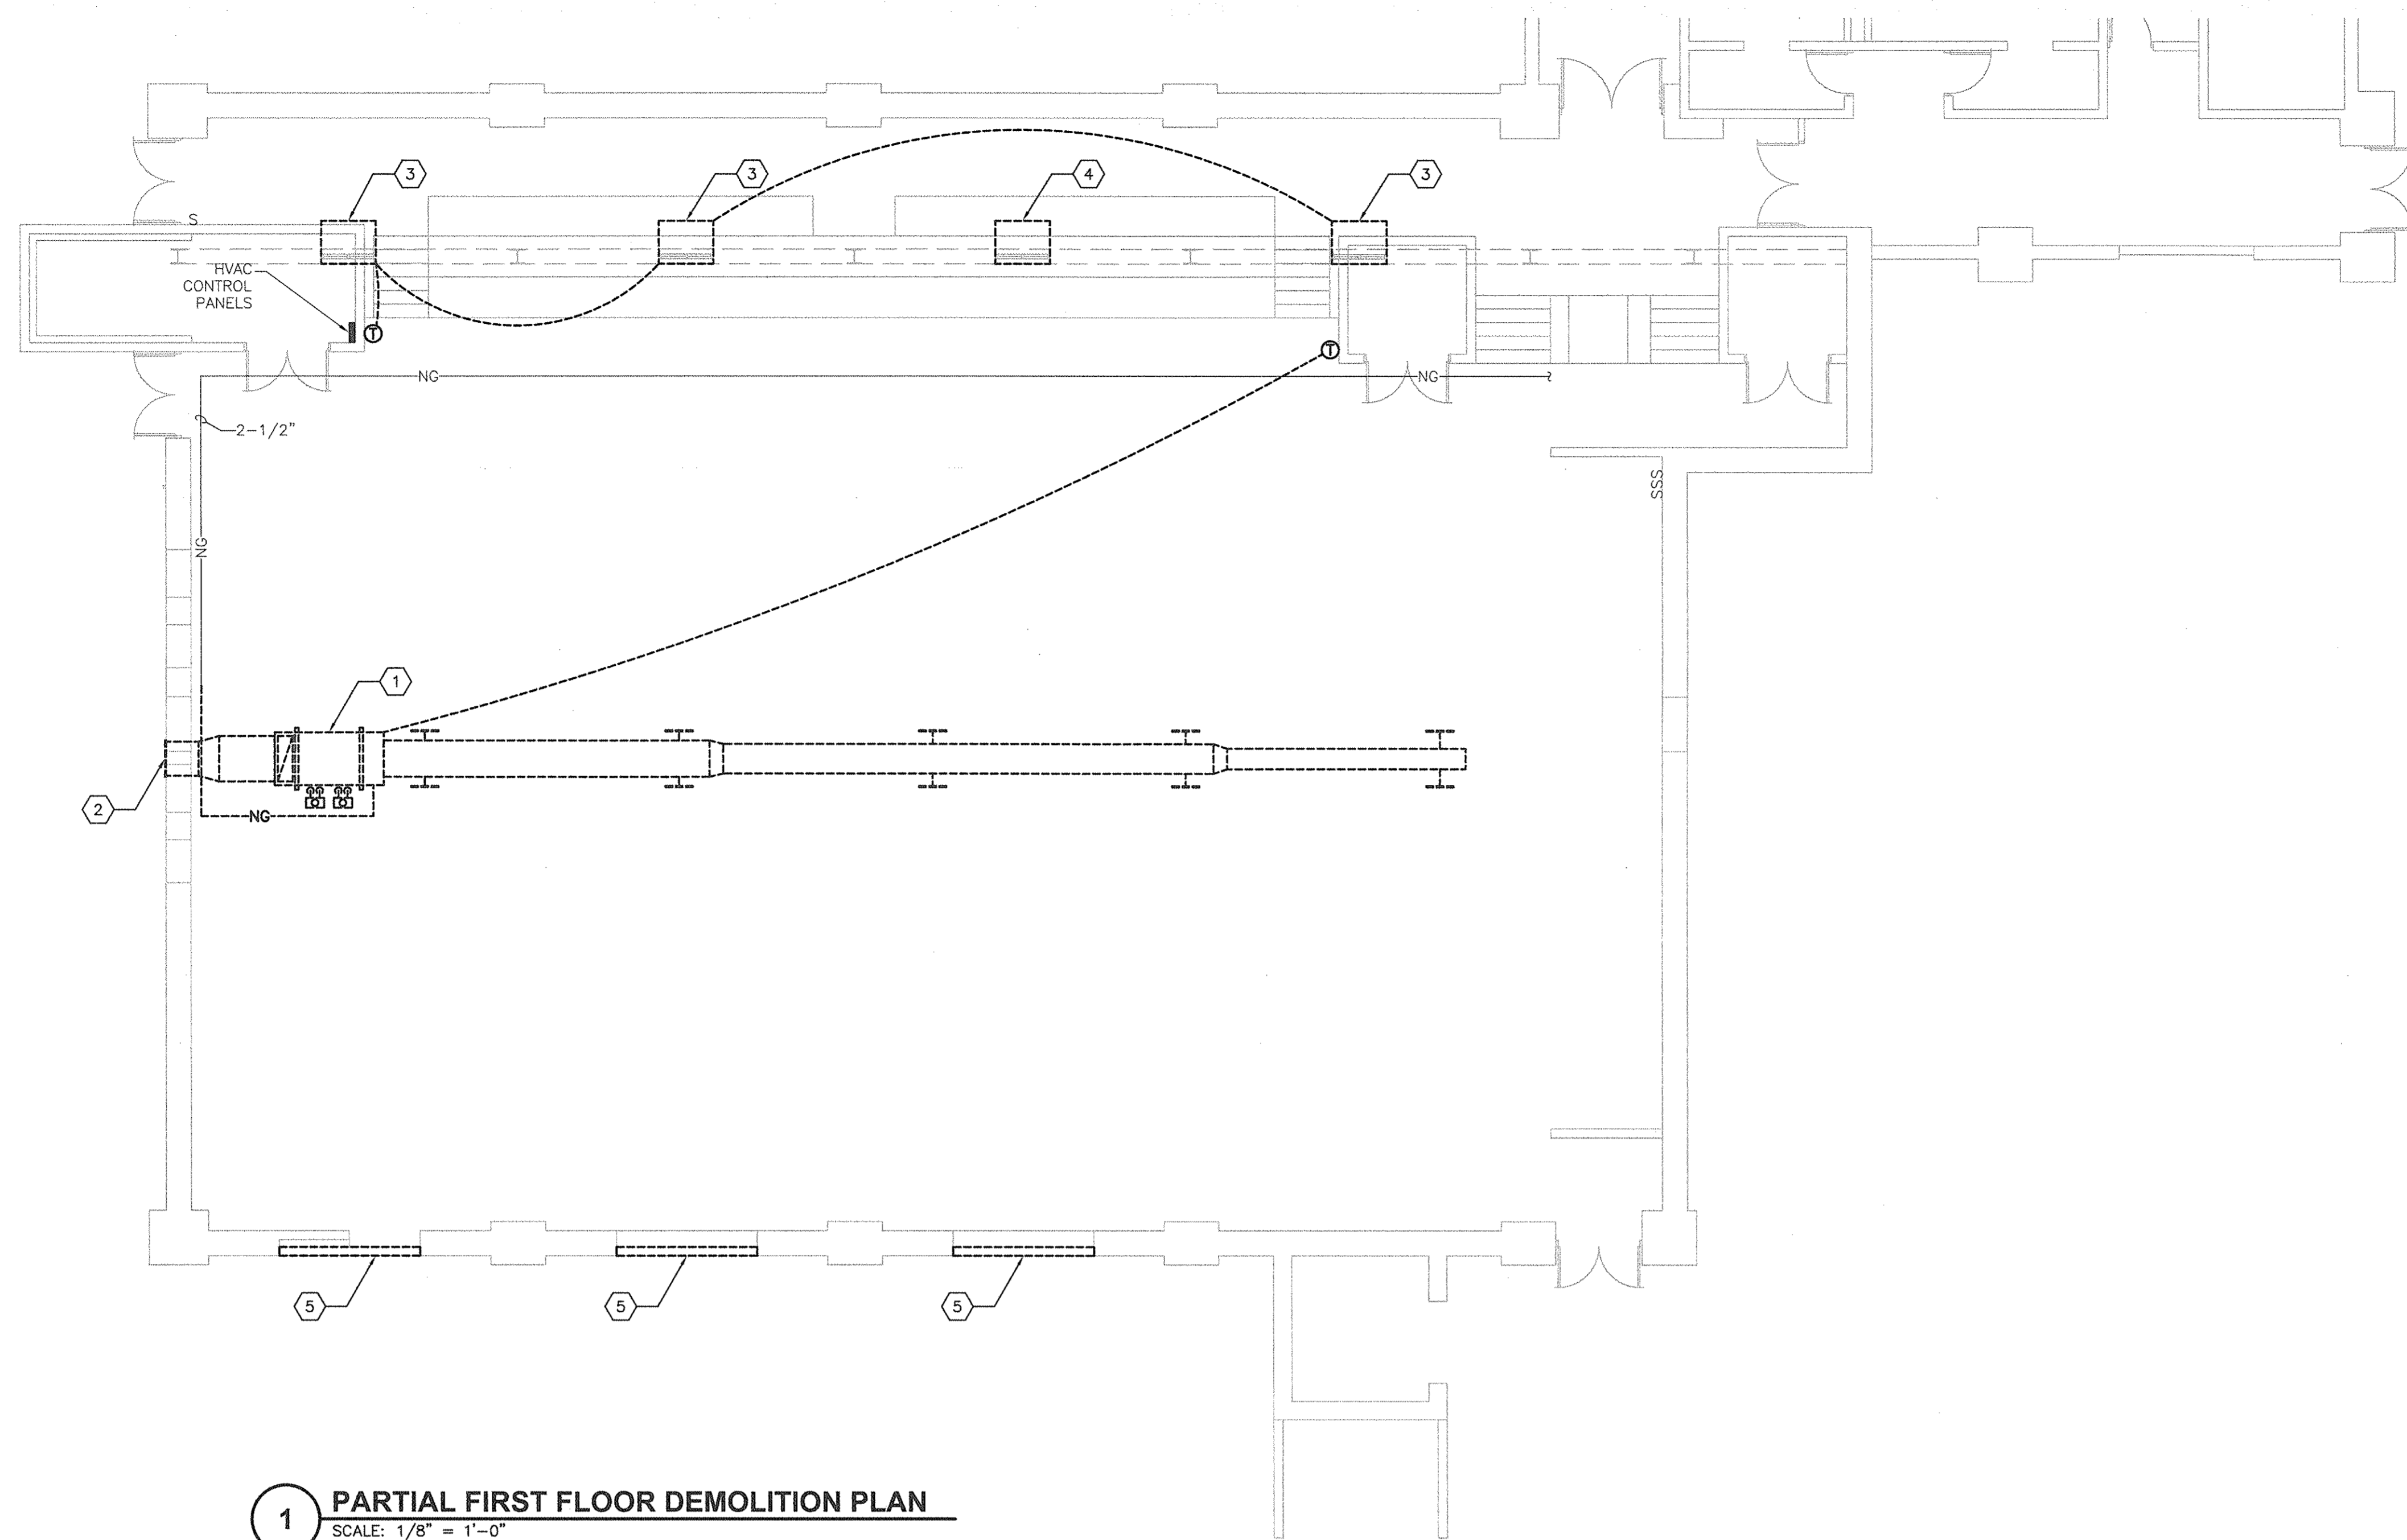 3
3
4
3
S
HVAC
CONTROL
PANELS
T
T
NG
NG
2-1/2"
SSS
NG
1
2
NG
5
5
5
1
PARTIAL FIRST FLOOR DEMOLITION PLAN
SCALE: 1/8" = 1'-0"